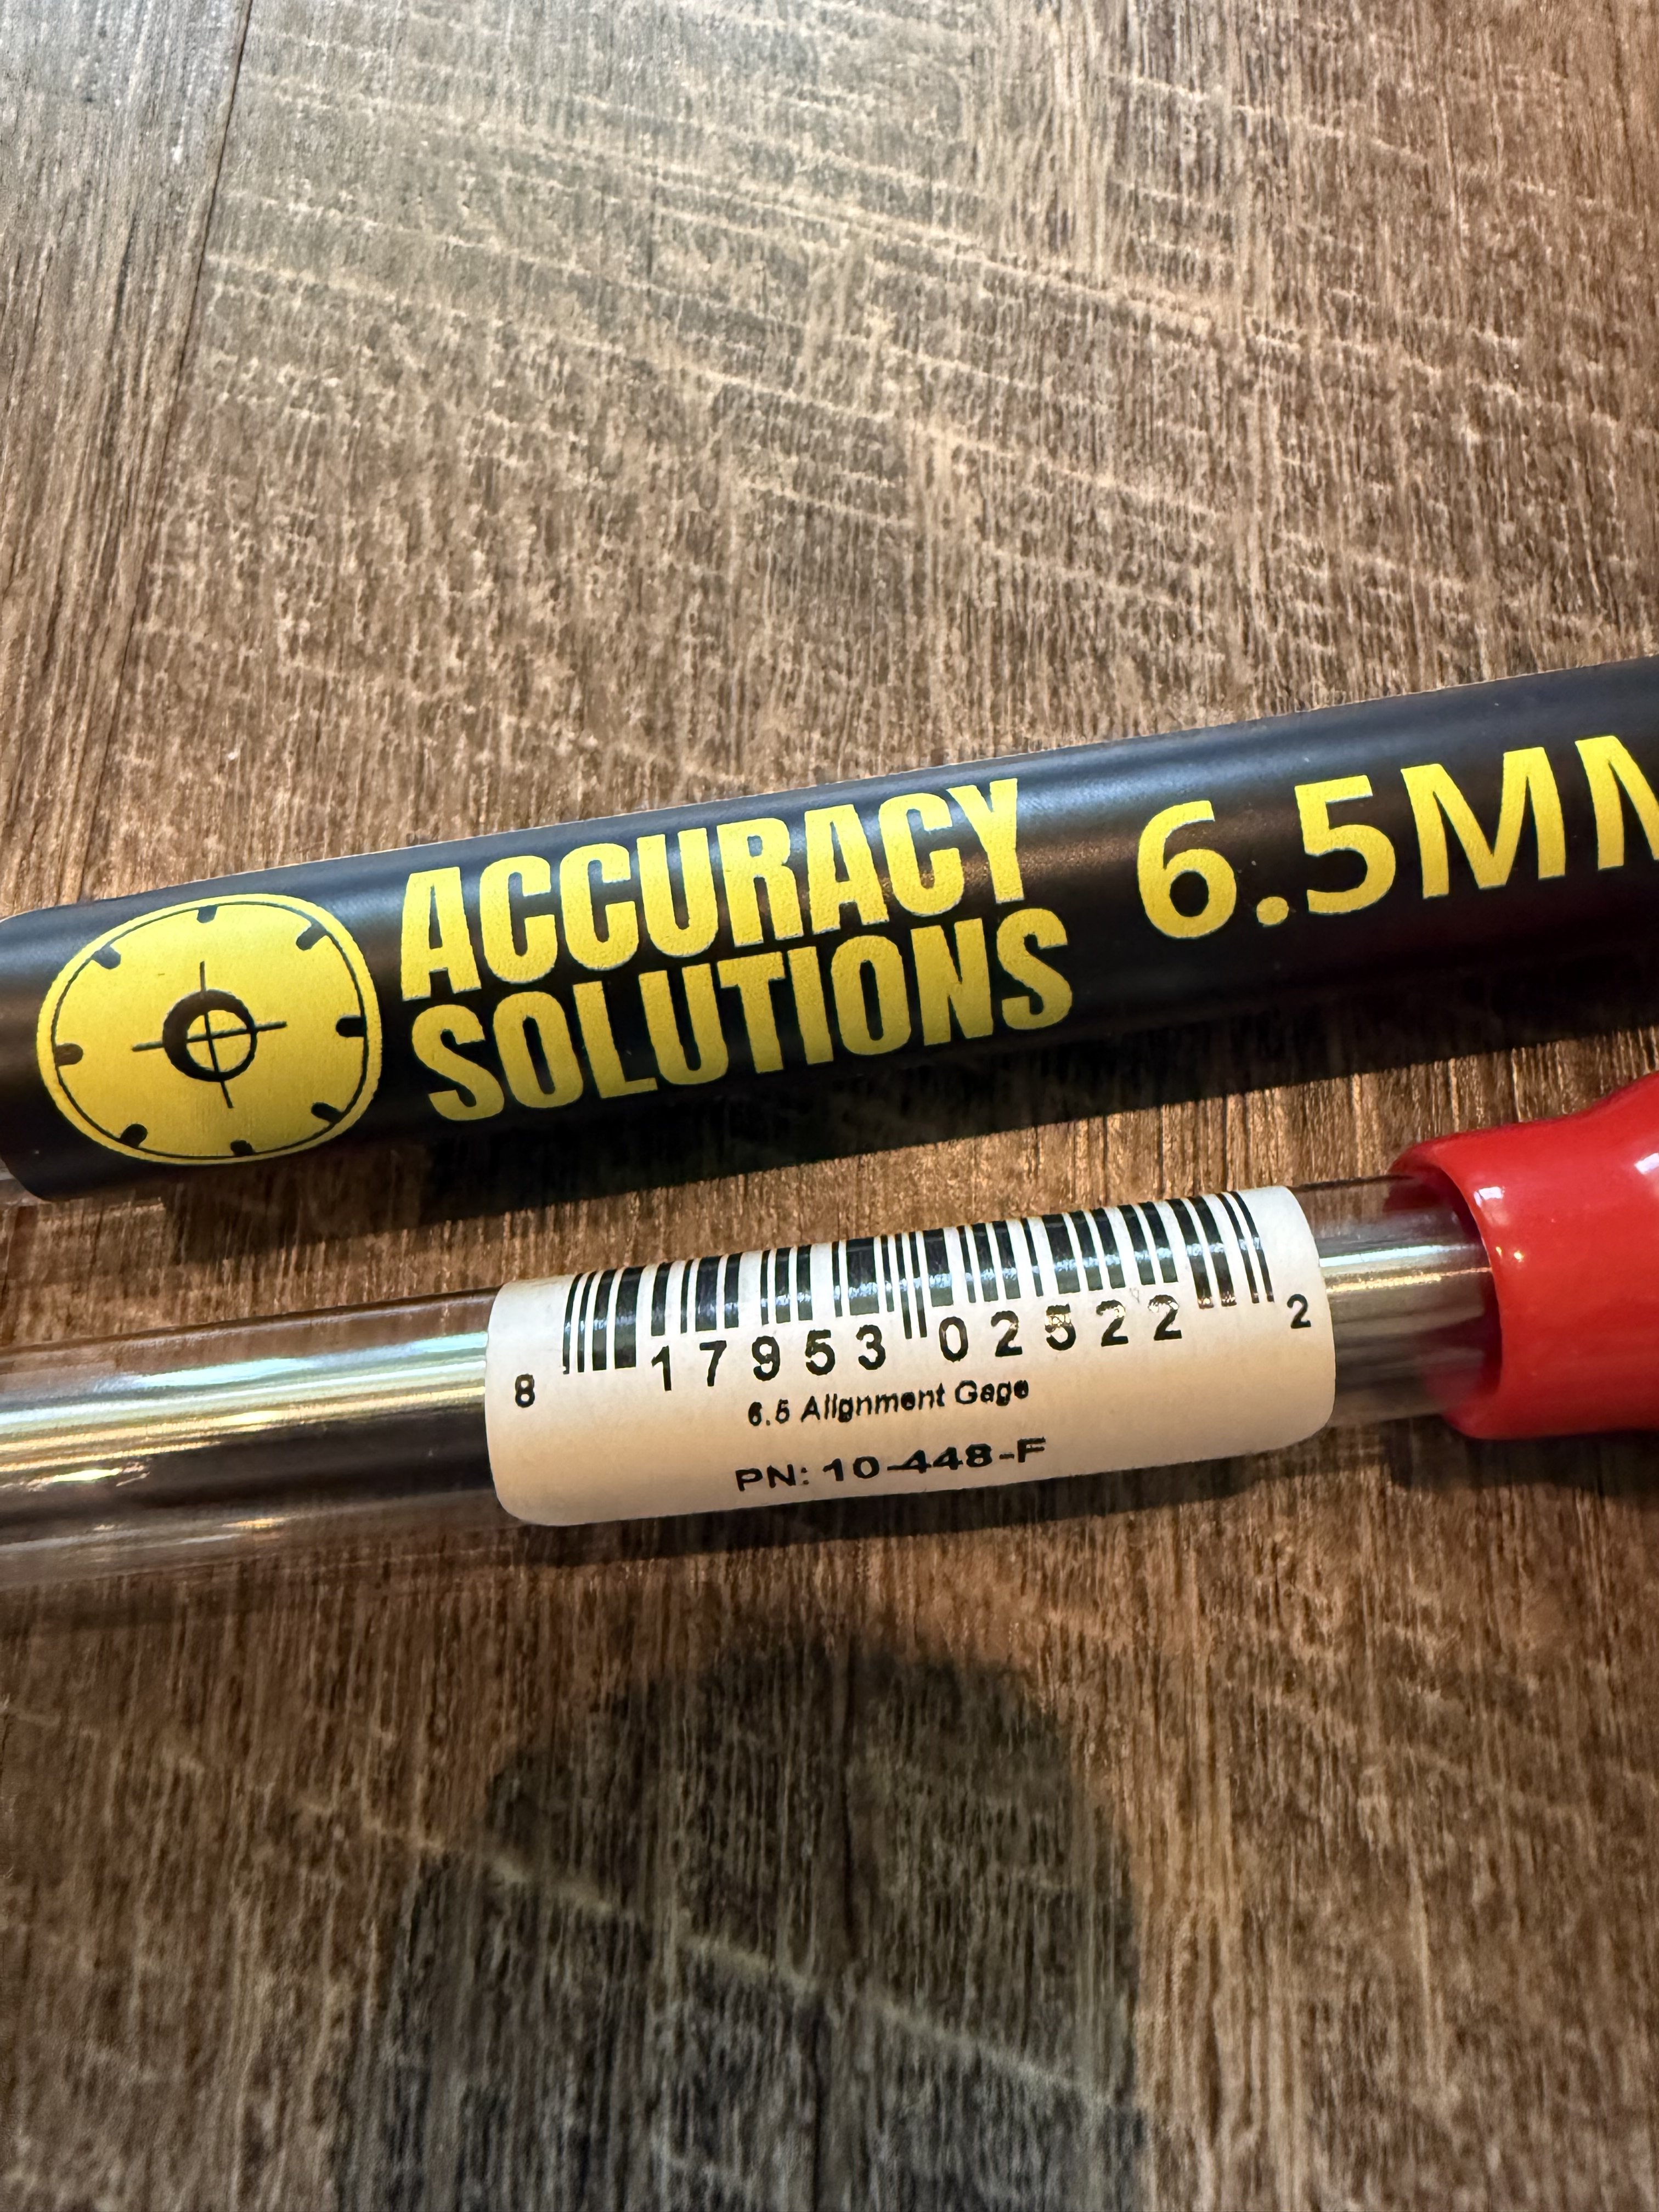 ACCURACY
SOLUTIONS
6.5MM
8 17953 02522 2
6.5 Alignment Gage
PN: 10-448-F